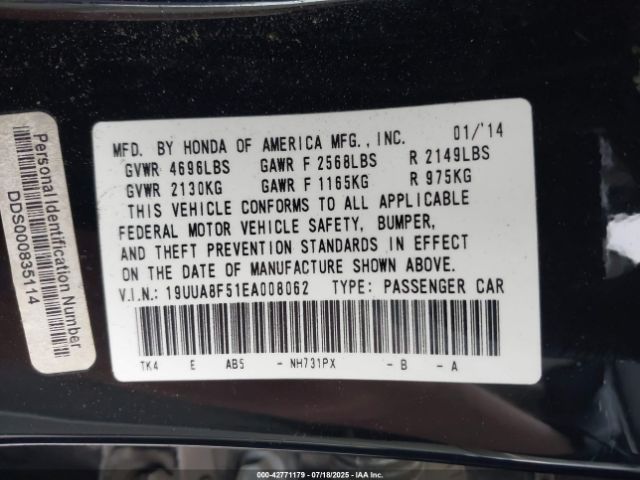 MFD. BY HONDA OF AMERICA MFG., INC. 01/'14
GVWR 4696LBS GAWR F 2568LBS R 2149LBS
GVWR 2130KG GAWR F 1165KG R 975KG
THIS VEHICLE CONFORMS TO ALL APPLICABLE
FEDERAL MOTOR VEHICLE SAFETY, BUMPER,
AND THEFT PREVENTION STANDARDS IN EFFECT
ON THE DATE OF MANUFACTURE SHOWN ABOVE.
V.I.N.: 19UUA8F51EA008062 TYPE: PASSENGER CAR
TK4 E AB5 - NH731PX - B - A
Personal Identification Number
DDS000835114
000-42771179 | 07/18/2025 - IAA Inc.